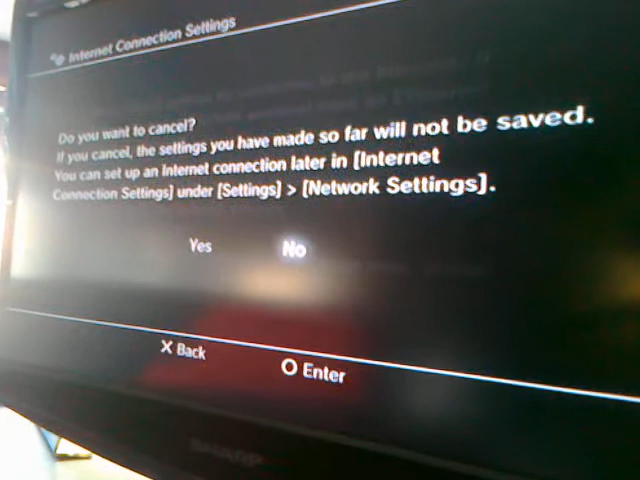 Internet Connection Settings
Do you want to cancel?
If you cancel, the settings you have made so far will not be saved.
You can set up an Internet connection later in [Internet
Connection Settings] under [Settings] > [Network Settings].
Yes No
X Back O Enter
SHARP